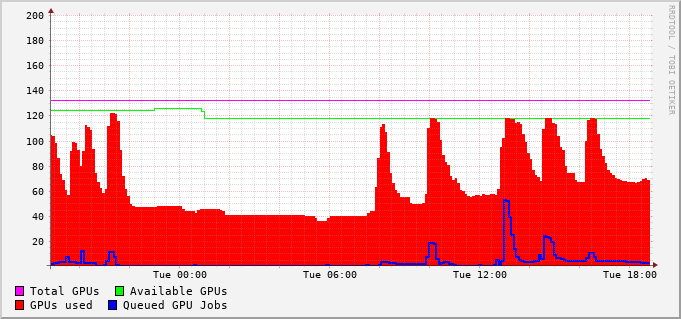 200
180
160
140
120
100
80
60
40
20
Tue 00:00 Tue 06:00 Tue 12:00 Tue 18:00
Total GPUs Available GPUs
GPUs used Queued GPU Jobs
RRDTOOL / TOBI OETIKER